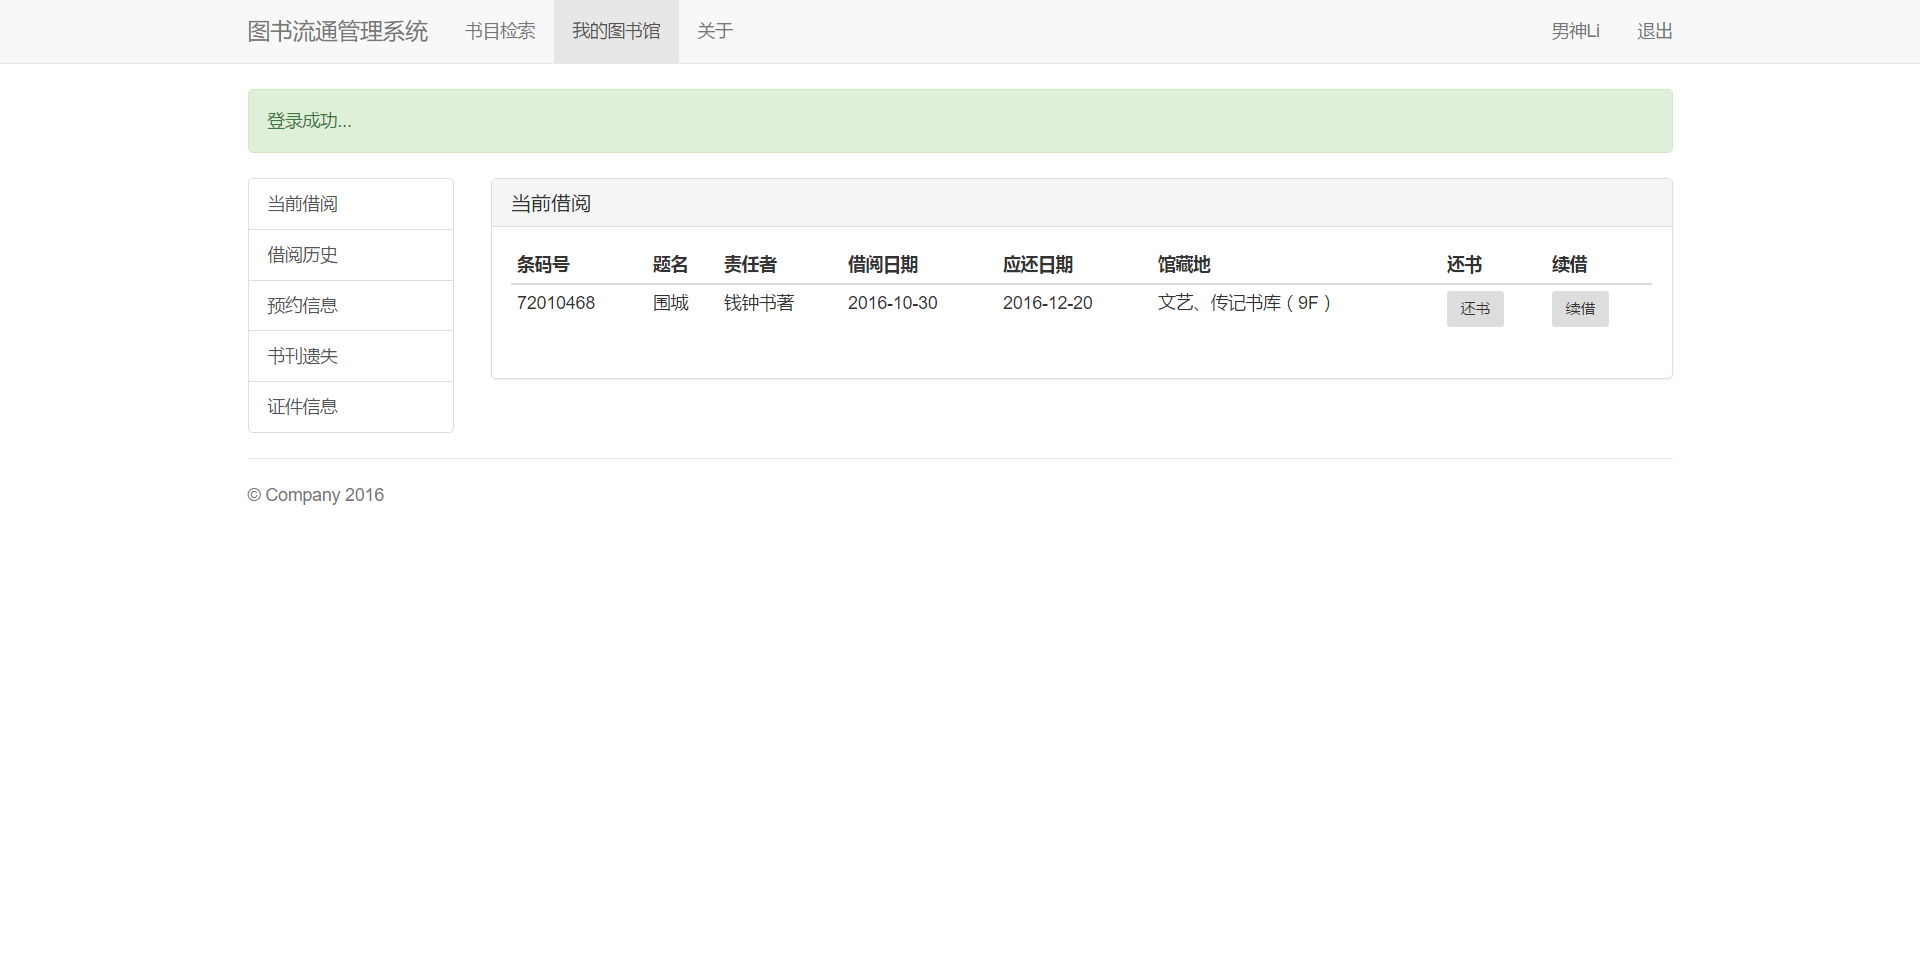 图书流通管理系统 书目检索 我的图书馆 关于 男神Li 退出
登录成功...
当前借阅
借阅历史
预约信息
书刊遗失
证件信息
当前借阅
条码号 题名 责任者 借阅日期 应还日期 馆藏地 还书 续借
72010468 围城 钱钟书著 2016-10-30 2016-12-20 文艺、传记书库（9F） 还书 续借
© Company 2016